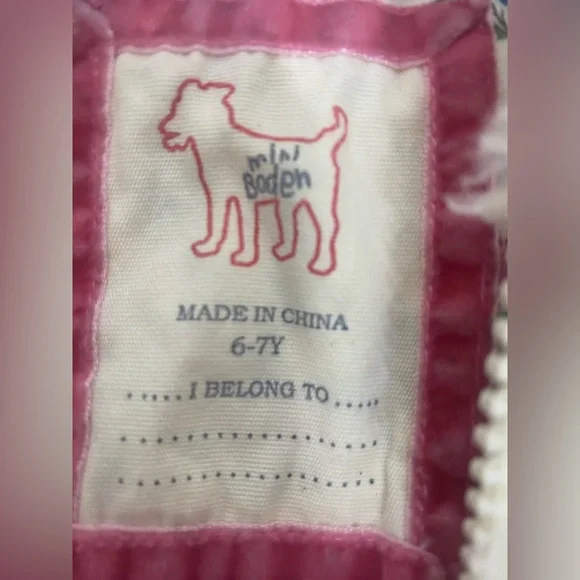 mini
Boden
MADE IN CHINA
6-7Y
..... I BELONG TO .....